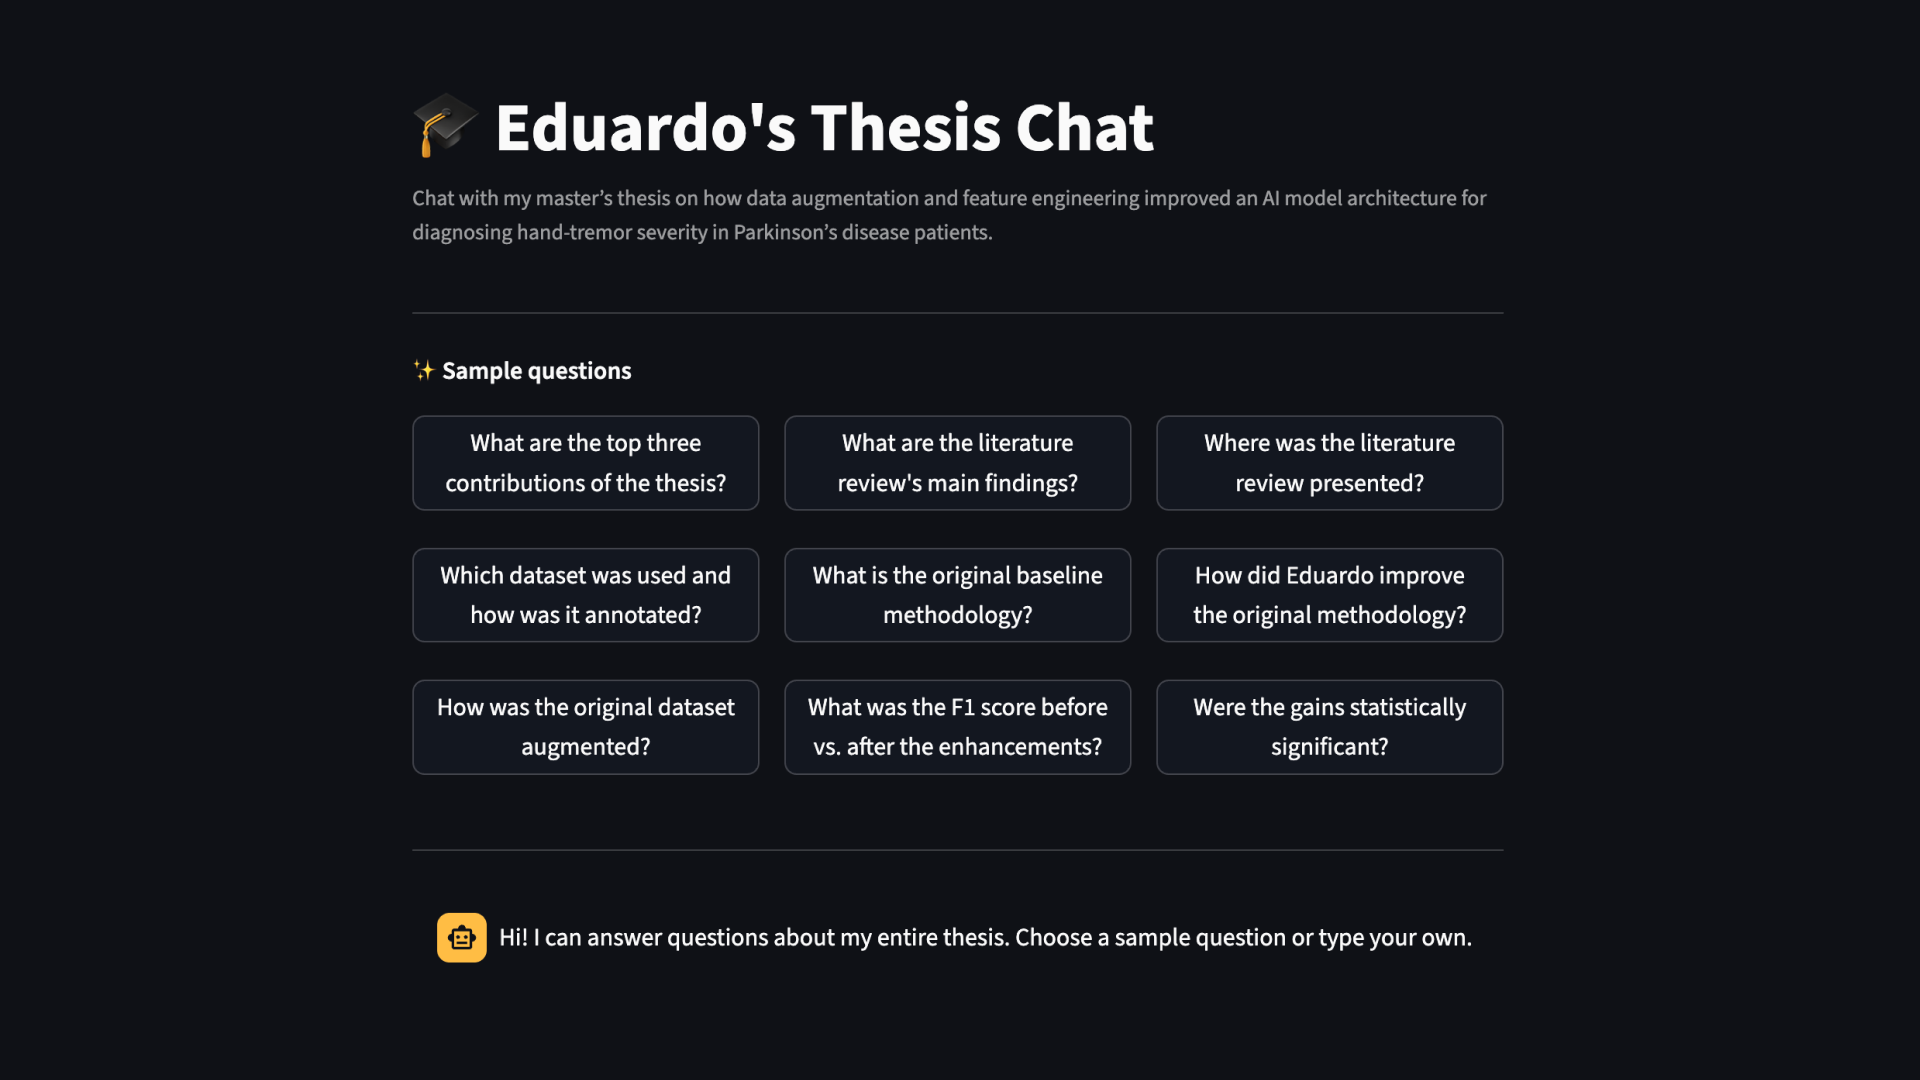 Eduardo's Thesis Chat
Chat with my master’s thesis on how data augmentation and feature engineering improved an AI model architecture for
diagnosing hand-tremor severity in Parkinson’s disease patients.
✨ Sample questions
What are the top three
contributions of the thesis?
What are the literature
review's main findings?
Where was the literature
review presented?
Which dataset was used and
how was it annotated?
What is the original baseline
methodology?
How did Eduardo improve
the original methodology?
How was the original dataset
augmented?
What was the F1 score before
vs. after the enhancements?
Were the gains statistically
significant?
Hi! I can answer questions about my entire thesis. Choose a sample question or type your own.